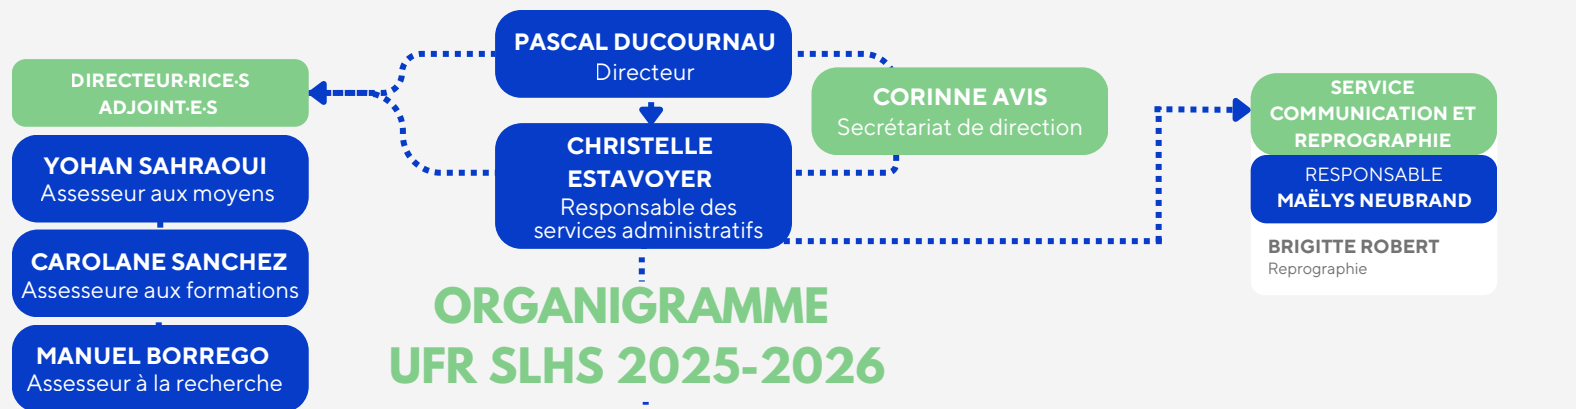 PASCAL DUCOURNAU
Directeur
DIRECTEUR·RICE·S
ADJOINT·E·S
CORINNE AVIS
Secrétariat de direction
SERVICE
COMMUNICATION ET
REPROGRAPHIE
CHRISTELLE
ESTAVOYER
Responsable des
services administratifs
YOHAN SAHRAOUI
Assesseur aux moyens
RESPONSABLE
MAËLYS NEUBRAND
BRIGITTE ROBERT
Reprographie
CAROLANE SANCHEZ
Assesseure aux formations
MANUEL BORREGO
Assesseur à la recherche
ORGANIGRAMME
UFR SLHS 2025-2026